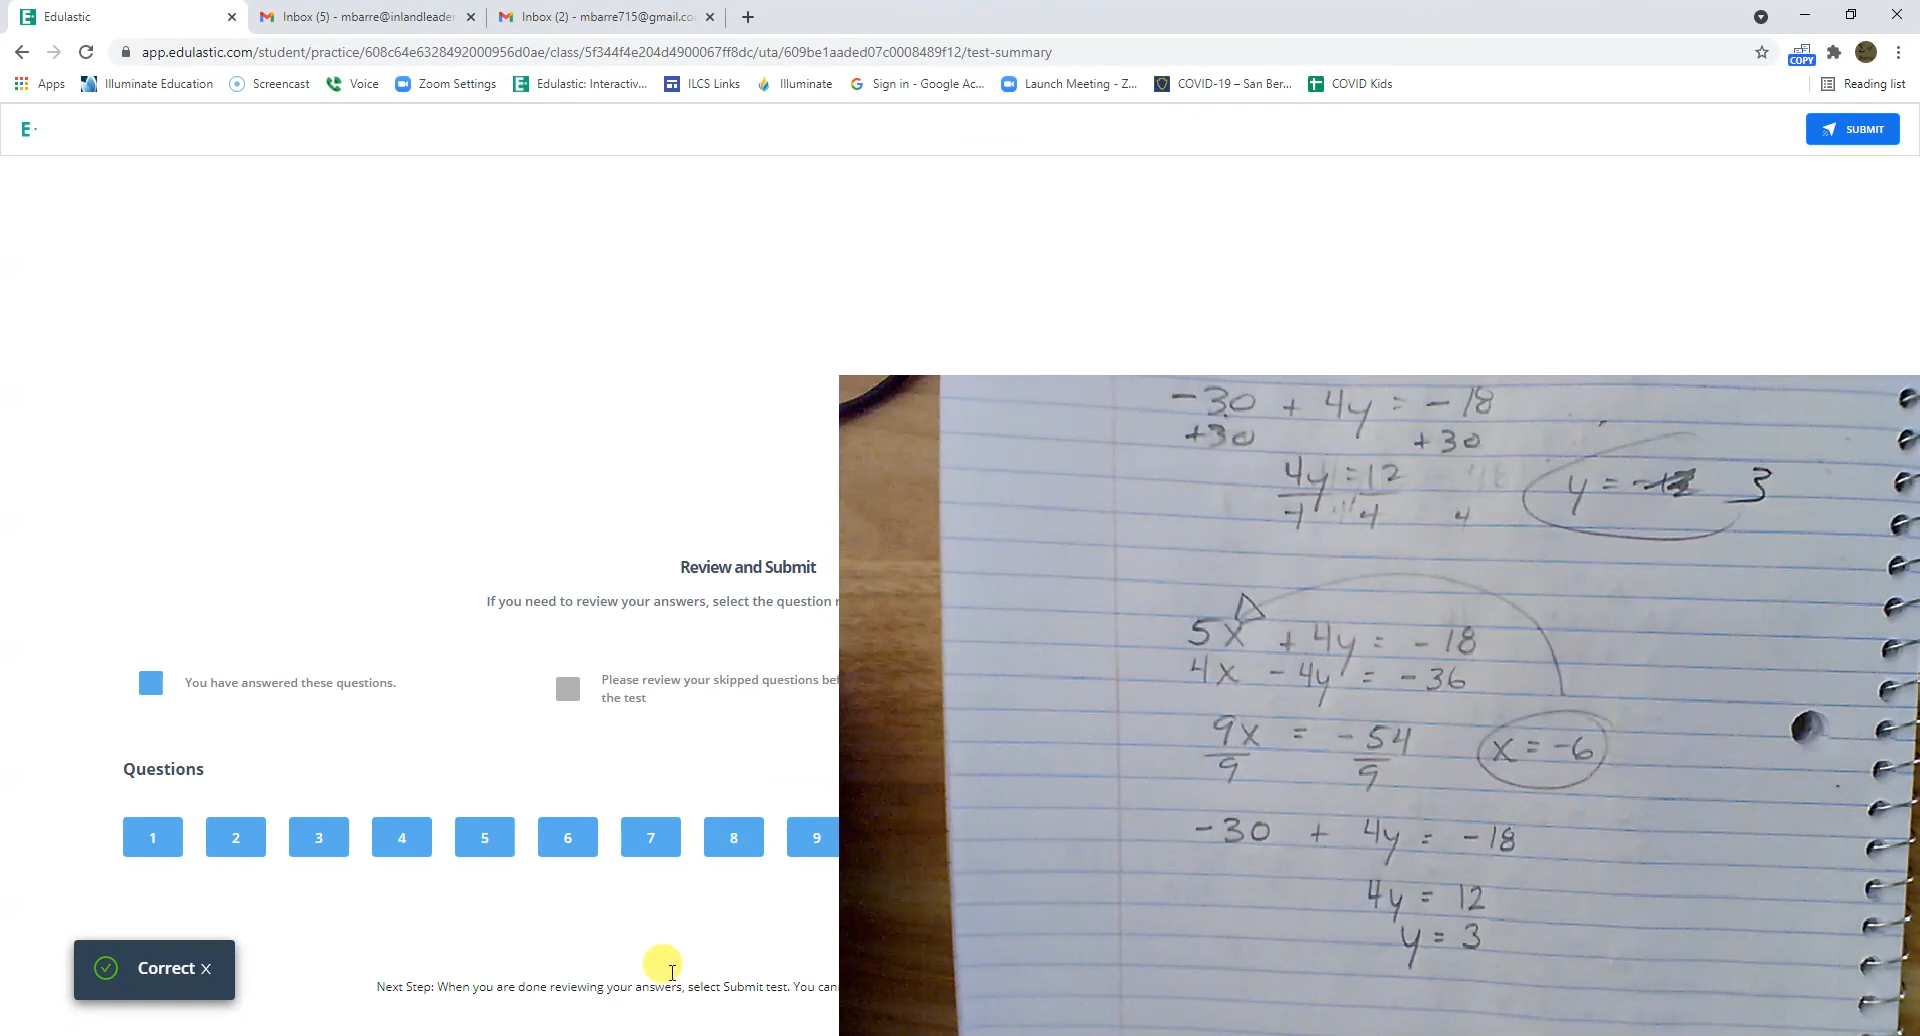 Edulastic
Inbox (5) - mbarre@inlandleader
Inbox (2) - mbarre715@gmail.co
app.edulastic.com/student/practice/608c64e6328492000956d0ae/class/5f344f4e204d4900067ff8dc/uta/609be1aaded07c0008489f12/test-summary
COPY
Apps
Illuminate Education
Screencast
Voice
Zoom Settings
Edulastic: Interactiv...
ILCS Links
Illuminate
Sign in - Google Ac...
Launch Meeting - Z...
COVID-19 – San Ber...
COVID Kids
Reading list
E
SUBMIT
-30 + 4y = -18
+30 +30
4y = 12
y = 3
Review and Submit
If you need to review your answers, select the question
5x + 4y = -18
4x - 4y = -36
You have answered these questions.
Please review your skipped questions
the test
9x = -54
9 9
x = -6
Questions
1 2 3 4 5 6 7 8 9
-30 + 4y = -18
4y = 12
y = 3
Correct X
Next Step: When you are done reviewing your answers, select Submit test. You